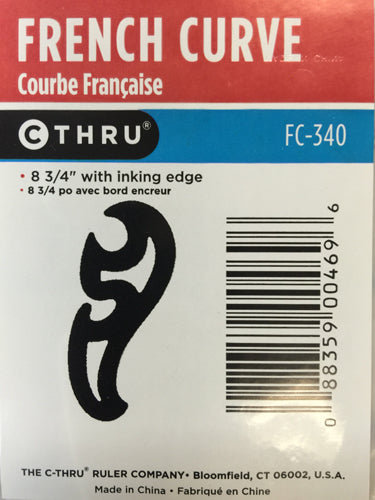 FRENCH CURVE
Courbe Française
C THRU®
FC-340
• 8 3/4" with inking edge
• 8 3/4 po avec bord encreur
0 88359 00469 6
THE C-THRU® RULER COMPANY • Bloomfield, CT 06002, U.S.A.
Made in China • Fabriqué en Chine